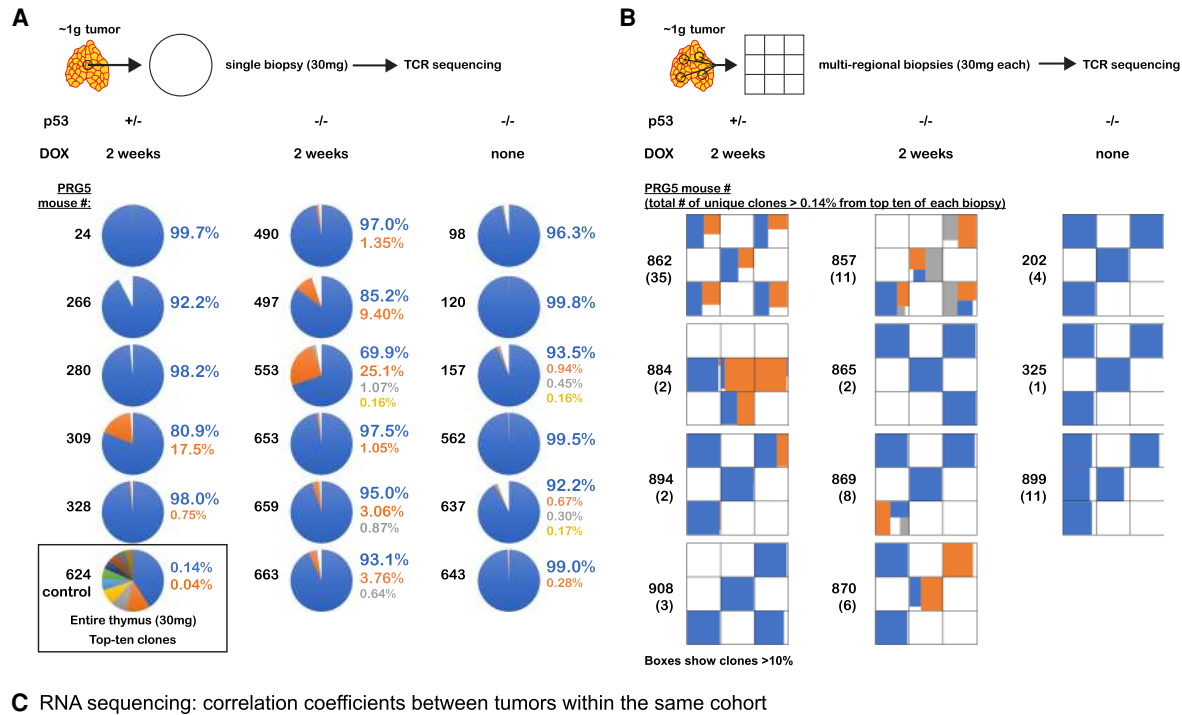 A
~1g tumor
single biopsy (30mg)
TCR sequencing
p53 +/- -/- -/-
DOX 2 weeks 2 weeks none
PRG5
mouse #:
24 99.7%
266 92.2%
280 98.2%
309 80.9%
17.5%
328 98.0%
0.75%
624
control
0.14%
0.04%
Entire thymus (30mg)
Top-ten clones
490 97.0%
1.35%
497 85.2%
9.40%
553 69.9%
25.1%
1.07%
0.16%
653 97.5%
1.05%
659 95.0%
3.06%
0.87%
663 93.1%
3.76%
0.64%
98 96.3%
120 99.8%
157 93.5%
0.94%
0.45%
0.16%
562 99.5%
637 92.2%
0.67%
0.30%
0.17%
643 99.0%
0.28%
B
~1g tumor
multi-regional biopsies (30mg each)
TCR sequencing
p53 +/- -/- -/-
DOX 2 weeks 2 weeks none
PRG5 mouse #
(total # of unique clones > 0.14% from top ten of each biopsy)
862
(35)
884
(2)
894
(2)
908
(3)
857
(11)
865
(2)
869
(8)
870
(6)
202
(4)
325
(1)
899
(11)
Boxes show clones >10%
C RNA sequencing: correlation coefficients between tumors within the same cohort